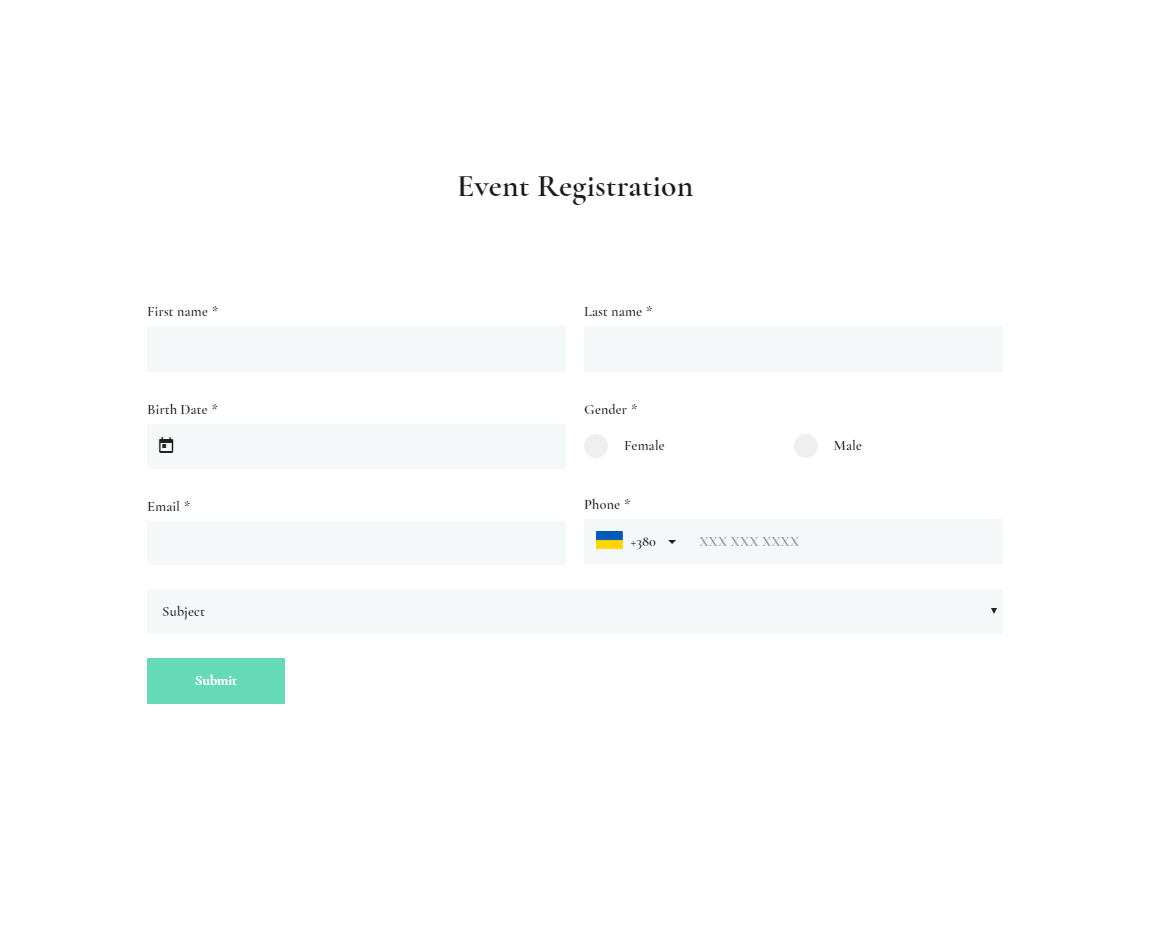 Event Registration
First name *
Last name *
Birth Date *
Gender *
Female
Male
Email *
Phone *
+380
XXX XXX XXXX
Subject
Submit